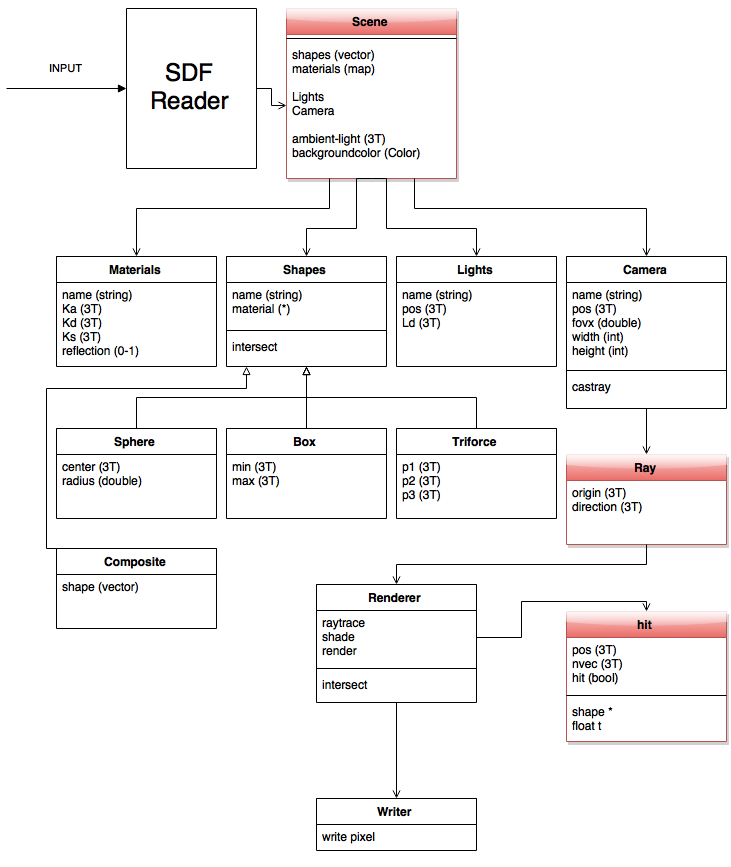 INPUT
SDF
Reader
Scene
shapes (vector)
materials (map)
Lights
Camera
ambient-light (3T)
backgroundcolor (Color)
Materials
name (string)
Ka (3T)
Kd (3T)
Ks (3T)
reflection (0-1)
Shapes
name (string)
material (*)
intersect
Lights
name (string)
pos (3T)
Ld (3T)
Camera
name (string)
pos (3T)
fovx (double)
width (int)
height (int)
castray
Sphere
center (3T)
radius (double)
Box
min (3T)
max (3T)
Triforce
p1 (3T)
p2 (3T)
p3 (3T)
Ray
origin (3T)
direction (3T)
Composite
shape (vector)
Renderer
raytrace
shade
render
intersect
hit
pos (3T)
nvec (3T)
hit (bool)
shape *
float t
Writer
write pixel